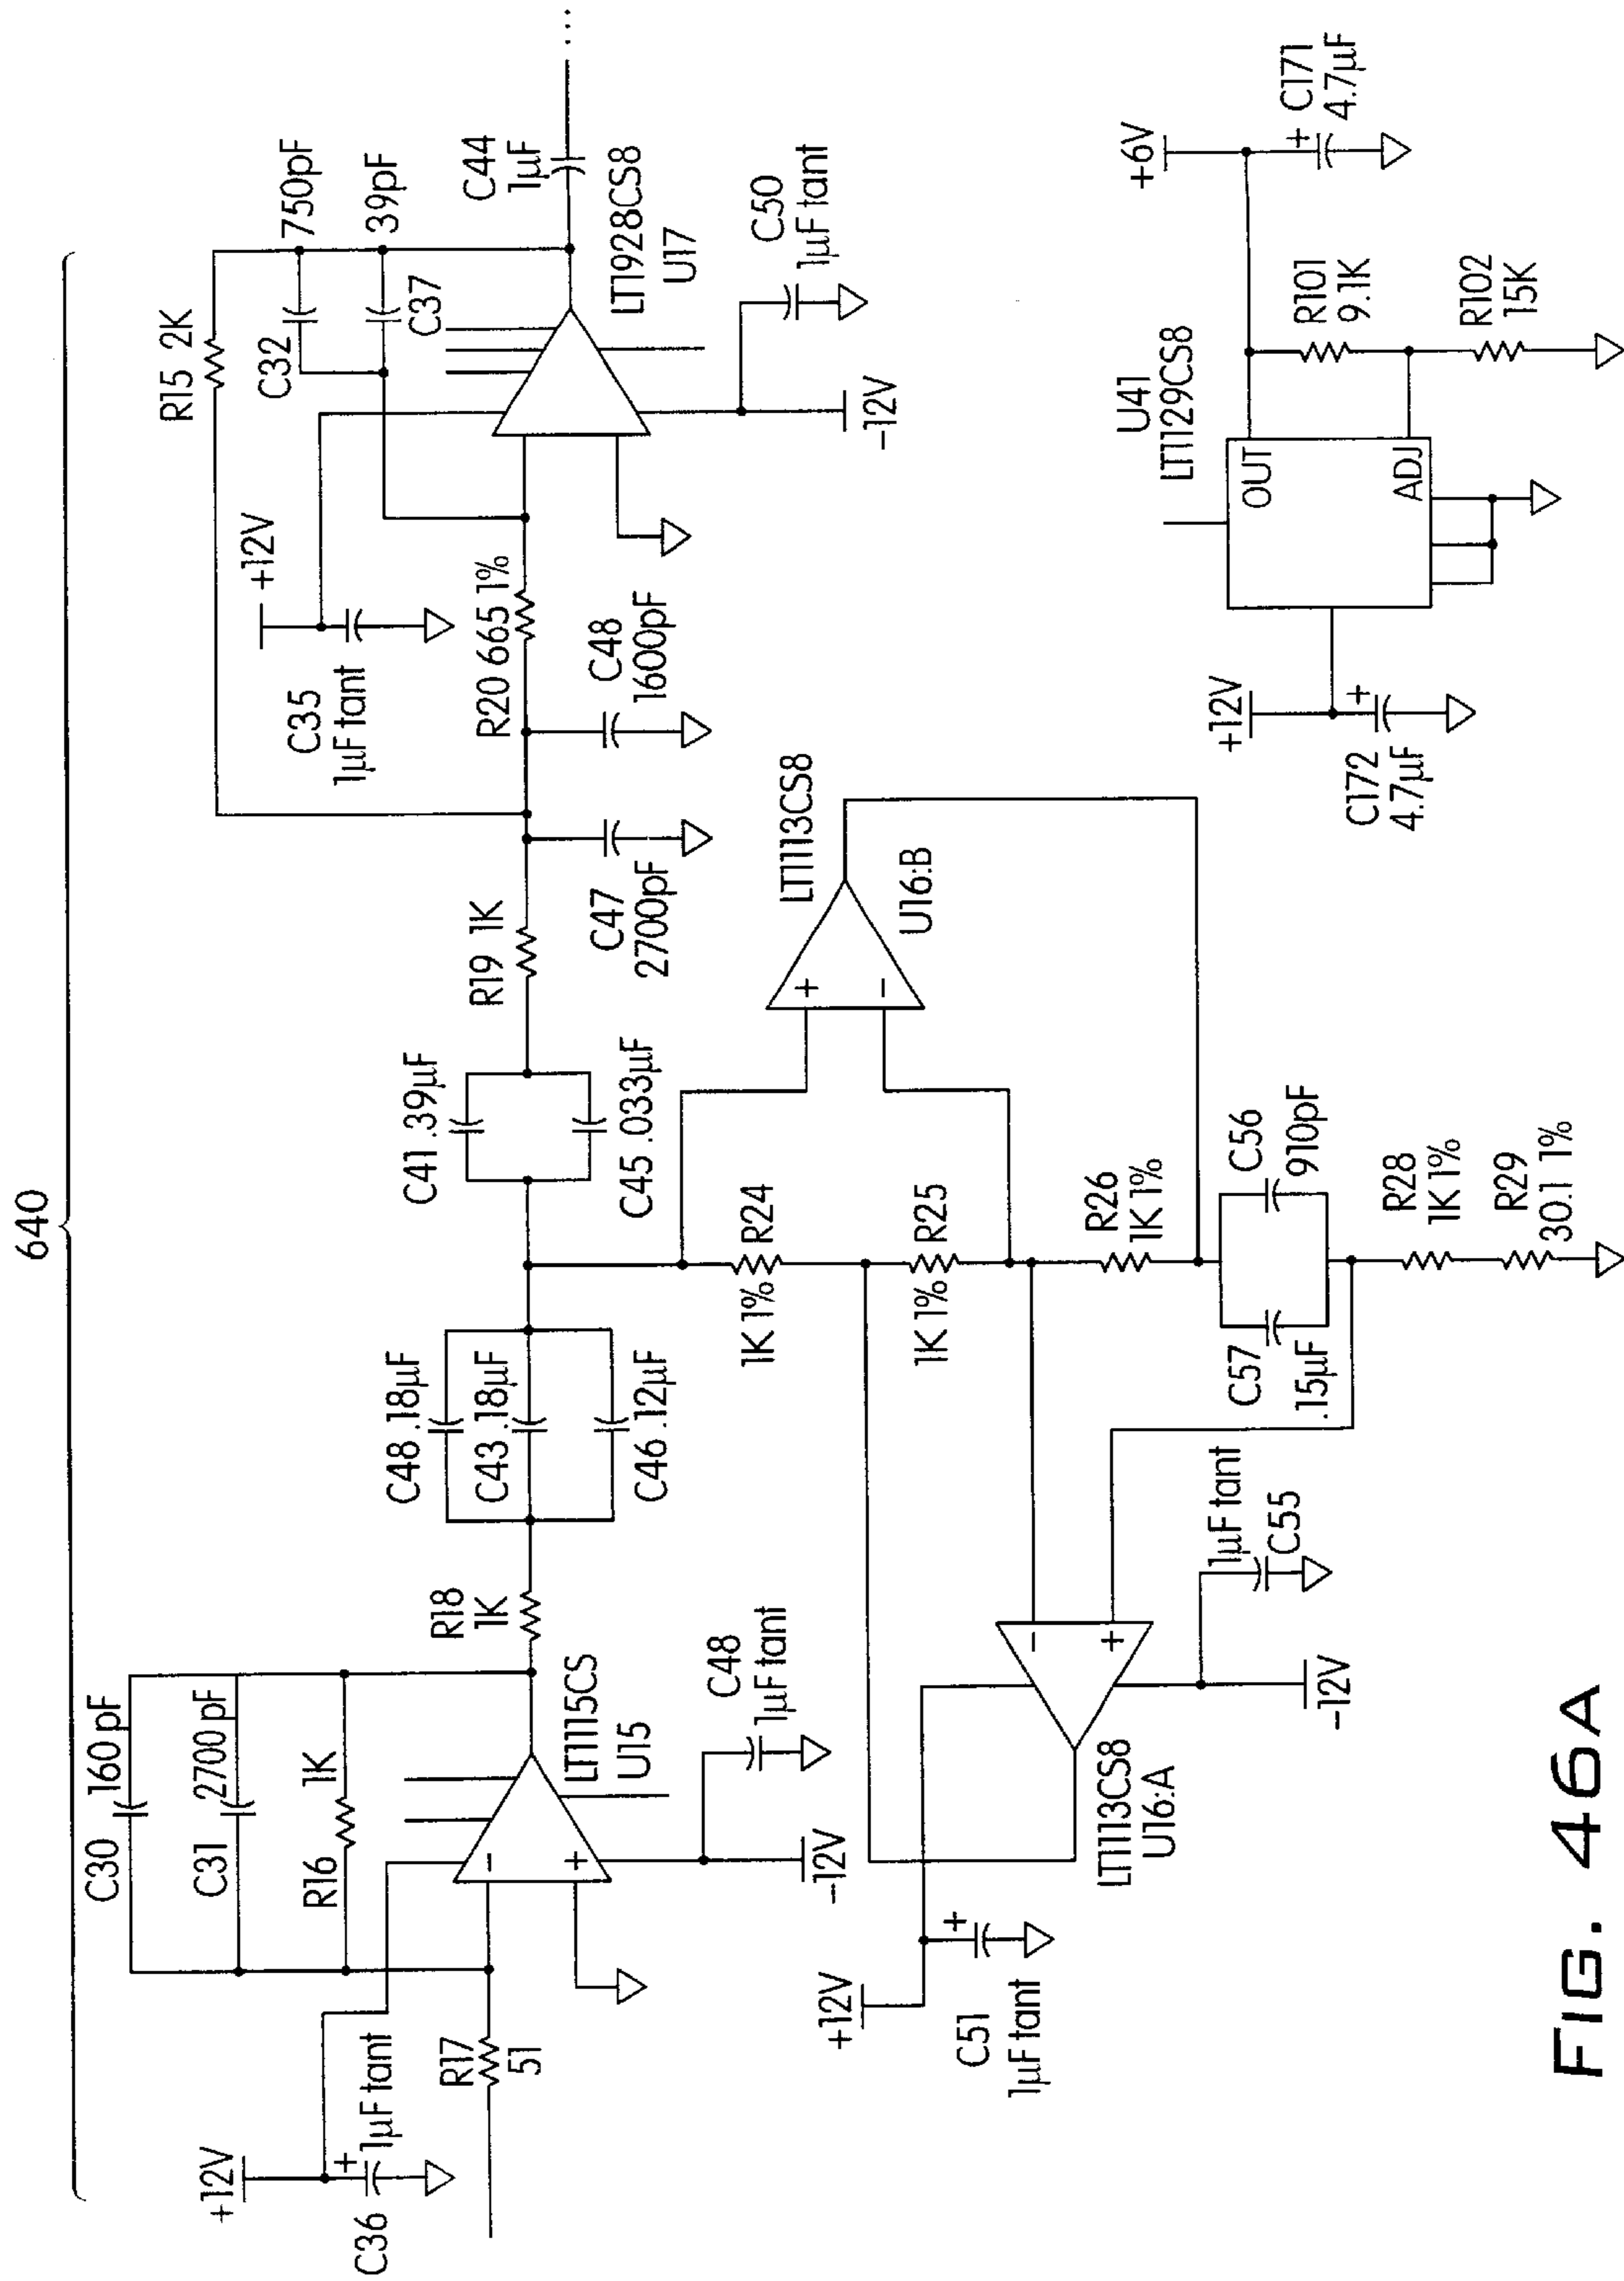 640
+12V
C36
1µF tant
R17
51
C30
160 pF
C31
2700 pF
R16
1K
−
+
LT1115CS
U15
−12V
C48
1µF tant
R18
1K
C48 .18µF
C43 .18µF
C46 .12µF
C41 .39µF
C45 .033µF
R19 1K
C47
2700pF
C48
1600pF
R20 665 1%
R15 2K
C32
750pF
39pF
C37
+12V
C35
1µF tant
LT1928CS8
U17
−12V
C50
1µF tant
C44
1µF
...
1K 1%
R24
1K 1%
R25
R26
1K 1%
+
−
LT1113CS8
U16:B
C57
.15µF
C56
910pF
R28
1K 1%
R29
30.1 1%
+12V
C51
+
1µF tant
−
+
LT1113CS8
U16:A
−12V
1µF tant
C55
+12V
C172
4.7µF
+
U41
LT1129CS8
OUT
ADJ
R101
9.1K
R102
15K
+6V
+
C171
4.7µF
FIG. 46A